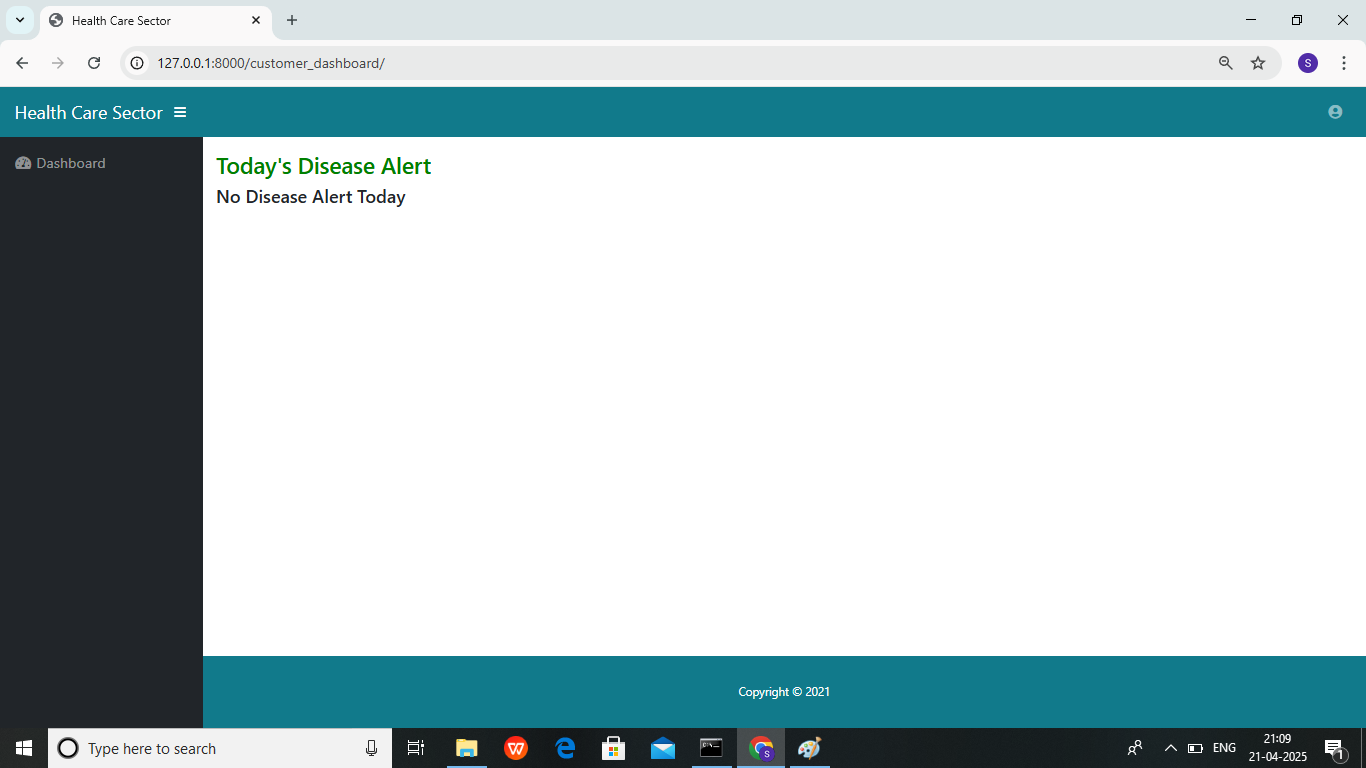 Health Care Sector
127.0.0.1:8000/customer_dashboard/
S
Health Care Sector
Dashboard
Today's Disease Alert
No Disease Alert Today
Copyright © 2021
Type here to search
W
S
ENG
21:09
21-04-2025
1